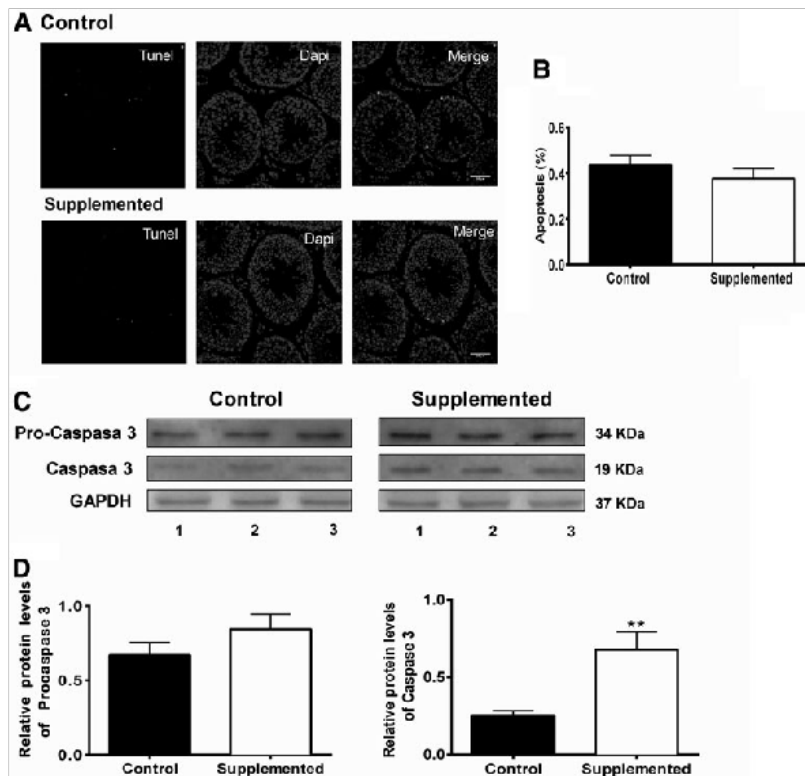 A Control
Tunel
Dapi
Merge
Supplemented
Tunel
Dapi
Merge
B
Apoptosis (%)
0.6
0.4
0.2
0.0
Control
Supplemented
C
Control
Supplemented
Pro-Caspasa 3
34 KDa
Caspasa 3
19 KDa
GAPDH
37 KDa
1 2 3
1 2 3
D
Relative protein levels
of Procaspase 3
1.0
0.5
0.0
Control
Supplemented
Relative protein levels
of Caspase 3
1.0
0.5
0.0
**
Control
Supplemented